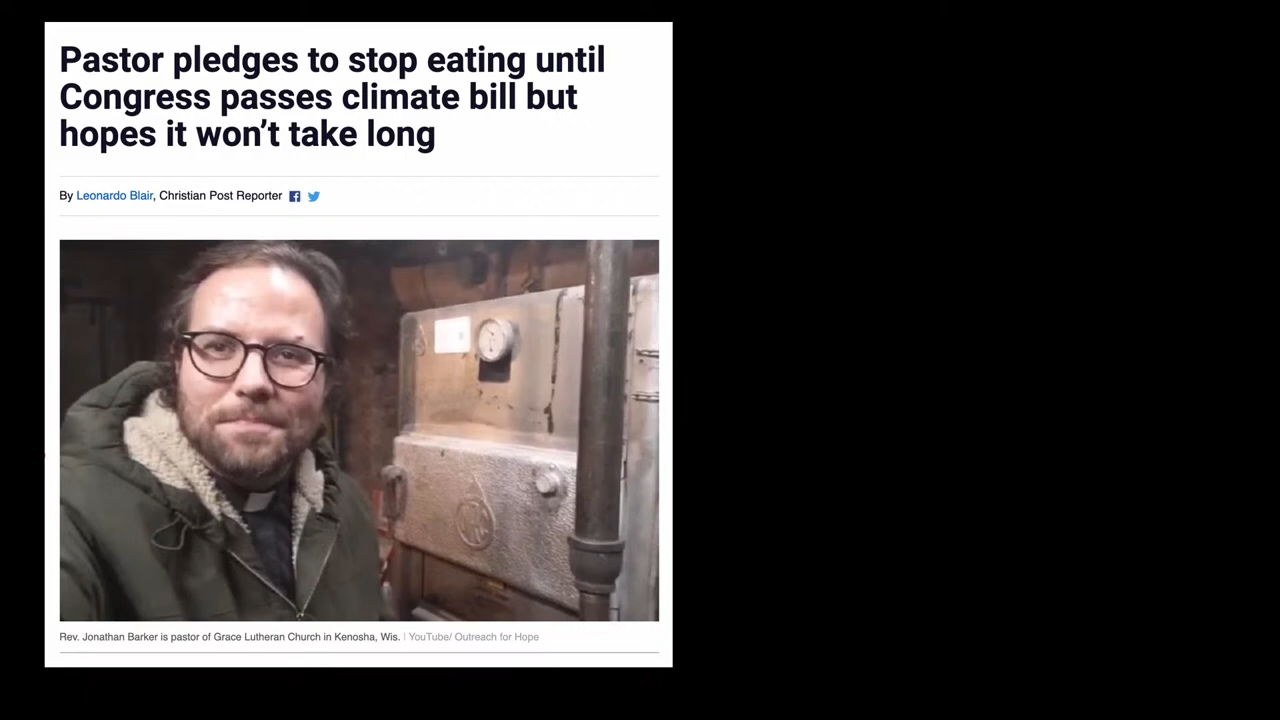 Pastor pledges to stop eating until
Congress passes climate bill but
hopes it won’t take long
By Leonardo Blair, Christian Post Reporter
Rev. Jonathan Barker is pastor of Grace Lutheran Church in Kenosha, Wis. | YouTube/ Outreach for Hope